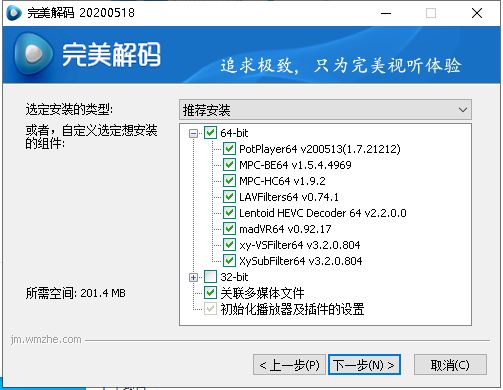 完美解码 20200518
完美解码
追求极致，只为完美视听体验
选定安装的类型:
推荐安装
或者，自定义选定想安装
的组件:
64-bit
PotPlayer64 v200513(1.7.21212)
MPC-BE64 v1.5.4.4969
MPC-HC64 v1.9.2
LAVFilters64 v0.74.1
Lentoid HEVC Decoder 64 v2.2.0.0
madVR64 v0.92.17
xy-VSFilter64 v3.2.0.804
XySubFilter64 v3.2.0.804
32-bit
关联多媒体文件
初始化播放器及插件的设置
所需空间: 201.4 MB
jm.wmzhe.com
< 上一步(P)
下一步(N) >
取消(C)